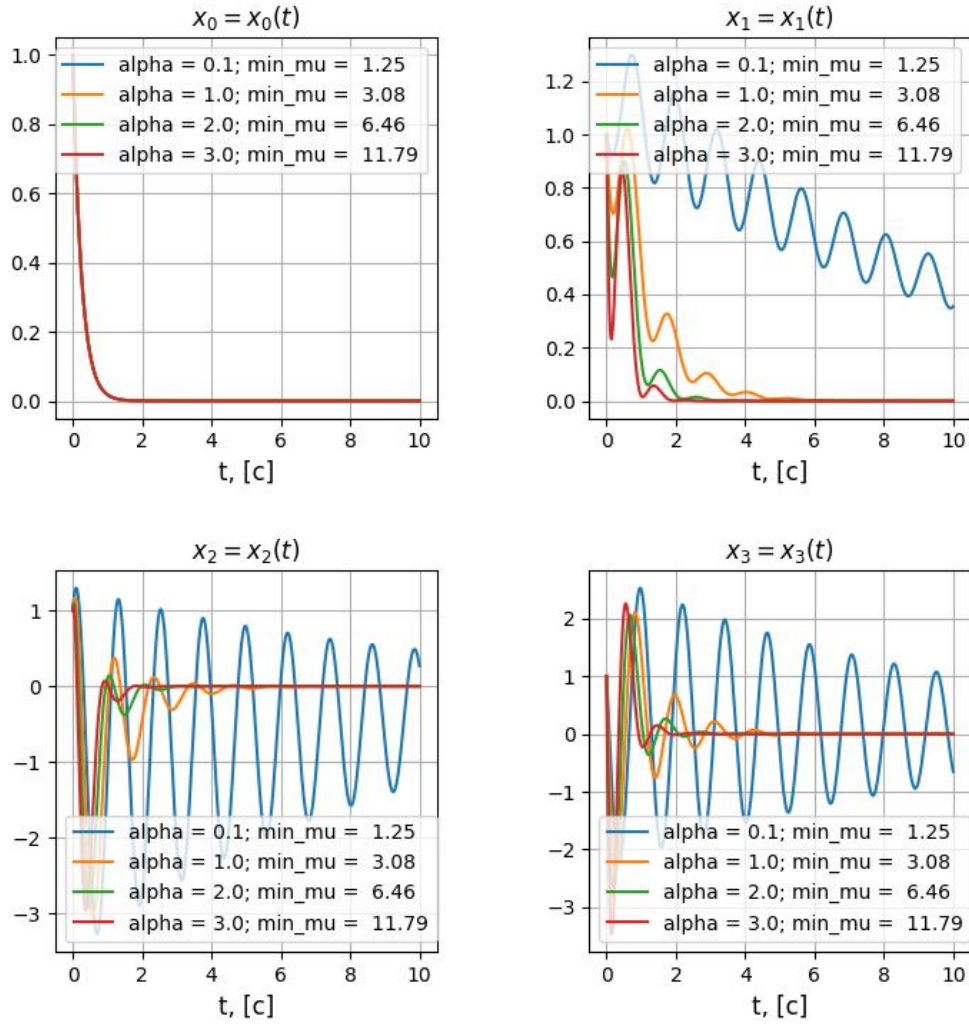 x₀ = x₀(t)
1.0
0.8
0.6
0.4
0.2
0.0
alpha = 0.1; min_mu =  1.25
alpha = 1.0; min_mu =  3.08
alpha = 2.0; min_mu =  6.46
alpha = 3.0; min_mu =  11.79
0 2 4 6 8 10
t, [c]
x₁ = x₁(t)
1.2
1.0
0.8
0.6
0.4
0.2
0.0
alpha = 0.1; min_mu =  1.25
alpha = 1.0; min_mu =  3.08
alpha = 2.0; min_mu =  6.46
alpha = 3.0; min_mu =  11.79
0 2 4 6 8 10
t, [c]
x₂ = x₂(t)
1
0
−1
−2
−3
alpha = 0.1; min_mu =  1.25
alpha = 1.0; min_mu =  3.08
alpha = 2.0; min_mu =  6.46
alpha = 3.0; min_mu =  11.79
0 2 4 6 8 10
t, [c]
x₃ = x₃(t)
2
1
0
−1
−2
−3
alpha = 0.1; min_mu =  1.25
alpha = 1.0; min_mu =  3.08
alpha = 2.0; min_mu =  6.46
alpha = 3.0; min_mu =  11.79
0 2 4 6 8 10
t, [c]